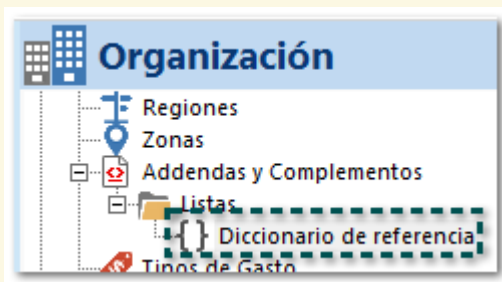 Organización
Regiones
Zonas
Addendas y Complementos
Listas
{ } Diccionario de referencia
Tipos de Gasto